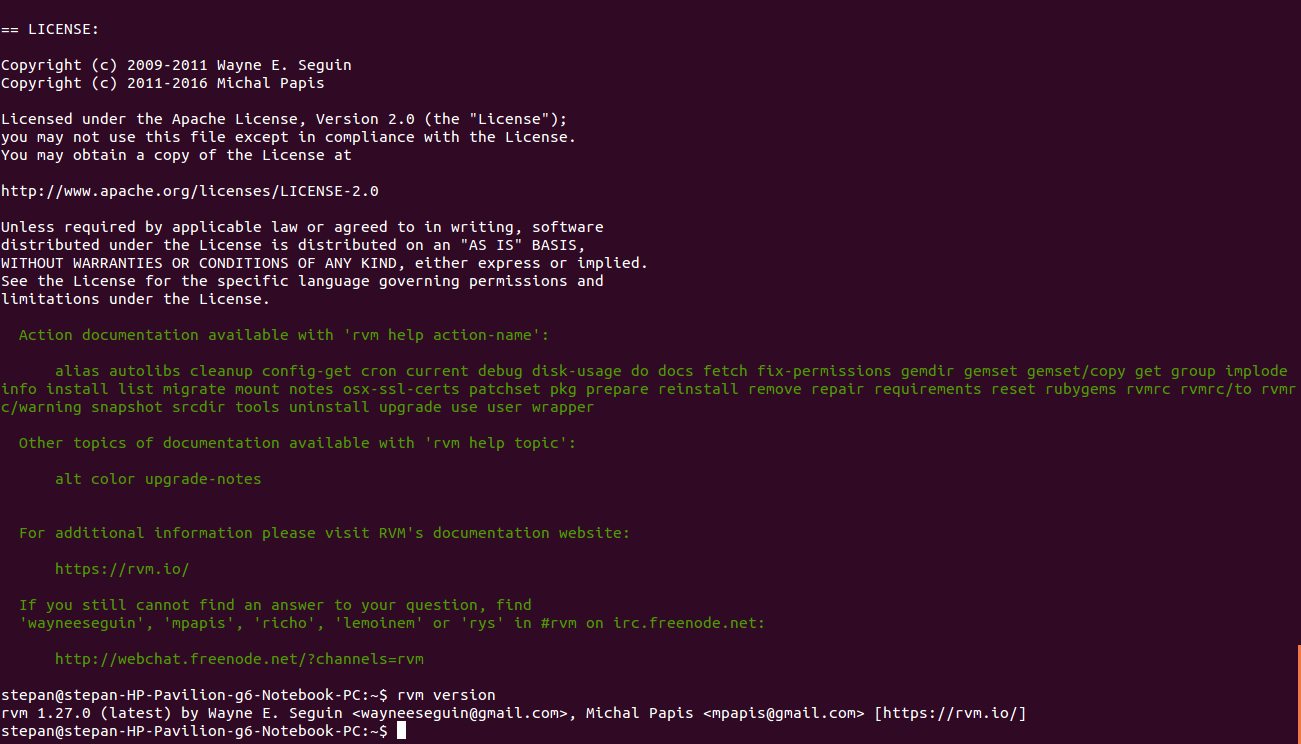 == LICENSE:
Copyright (c) 2009-2011 Wayne E. Seguin
Copyright (c) 2011-2016 Michal Papis
Licensed under the Apache License, Version 2.0 (the "License");
you may not use this file except in compliance with the License.
You may obtain a copy of the License at
http://www.apache.org/licenses/LICENSE-2.0
Unless required by applicable law or agreed to in writing, software
distributed under the License is distributed on an "AS IS" BASIS,
WITHOUT WARRANTIES OR CONDITIONS OF ANY KIND, either express or implied.
See the License for the specific language governing permissions and
limitations under the License.
Action documentation available with 'rvm help action-name':
alias autolibs cleanup config-get cron current debug disk-usage do docs fetch fix-permissions gemdir gemset gemset/copy get group implode
info install list migrate mount notes osx-ssl-certs patchset pkg prepare reinstall remove repair requirements reset rubygems rvmrc rvmrc/to rvmr
c/warning snapshot srcdir tools uninstall upgrade use user wrapper
Other topics of documentation available with 'rvm help topic':
alt color upgrade-notes
For additional information please visit RVM's documentation website:
https://rvm.io/
If you still cannot find an answer to your question, find
'wayneeseguin', 'mpapis', 'richo', 'lemoinem' or 'rys' in #rvm on irc.freenode.net:
http://webchat.freenode.net/?channels=rvm
stepan@stepan-HP-Pavilion-g6-Notebook-PC:~$ rvm version
rvm 1.27.0 (latest) by Wayne E. Seguin <wayneeseguin@gmail.com>, Michal Papis <mpapis@gmail.com> [https://rvm.io/]
stepan@stepan-HP-Pavilion-g6-Notebook-PC:~$